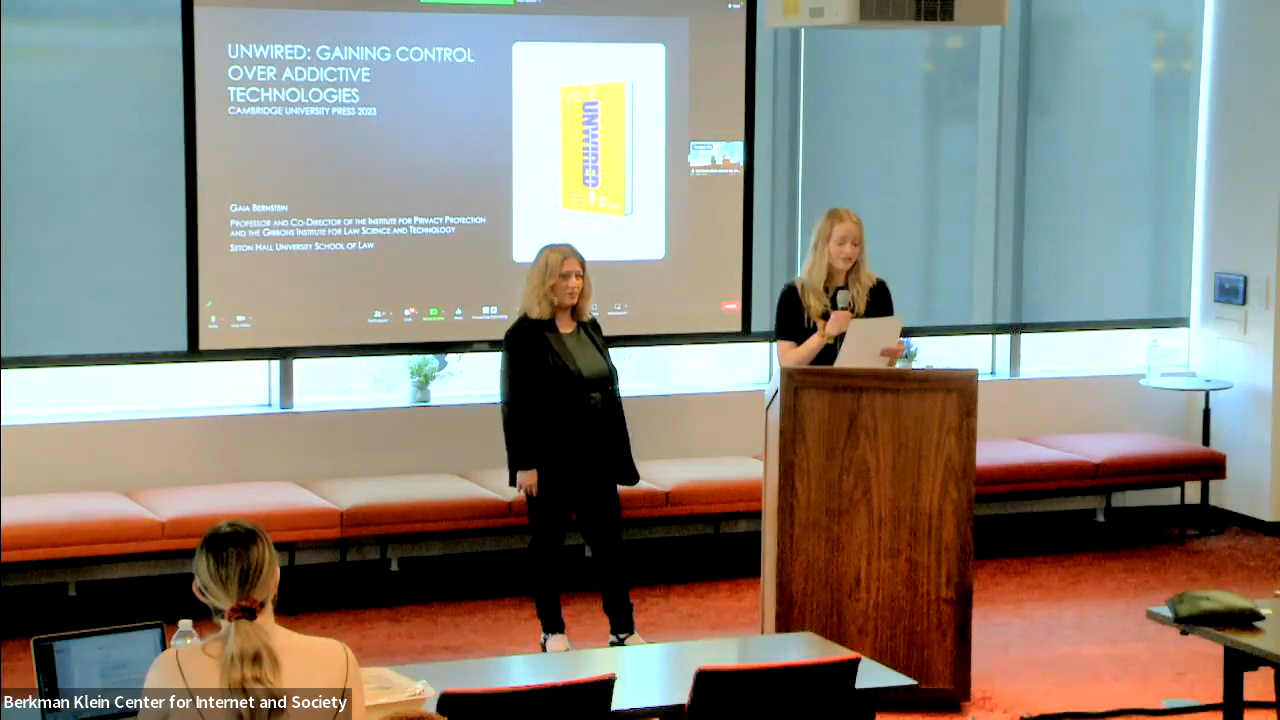 UNWIRED: GAINING CONTROL
OVER ADDICTIVE
TECHNOLOGIES
CAMBRIDGE UNIVERSITY PRESS 2023
UNWIRED
GAIA BERNSTEIN
PROFESSOR AND CO-DIRECTOR OF THE INSTITUTE FOR PRIVACY PROTECTION
AND THE GIBBONS INSTITUTE FOR LAW SCIENCE AND TECHNOLOGY
SETON HALL UNIVERSITY SCHOOL OF LAW
Berkman Klein Center for Internet and Society